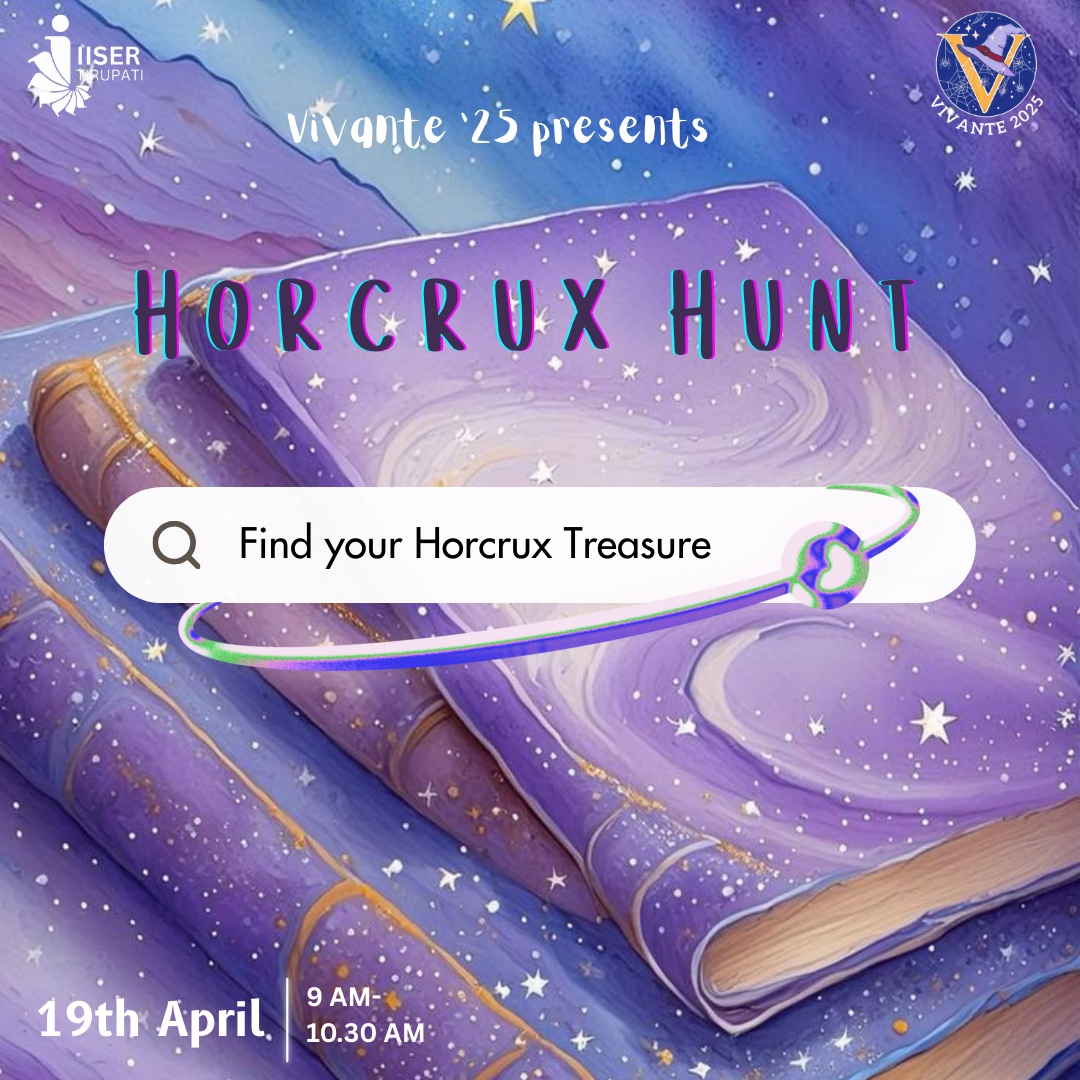 IISER
TIRUPATI
VIVANTE 2025
Vivante '25 presents
HORCRUX HUNT
Find your Horcrux Treasure
19th April
9 AM-
10.30 AM